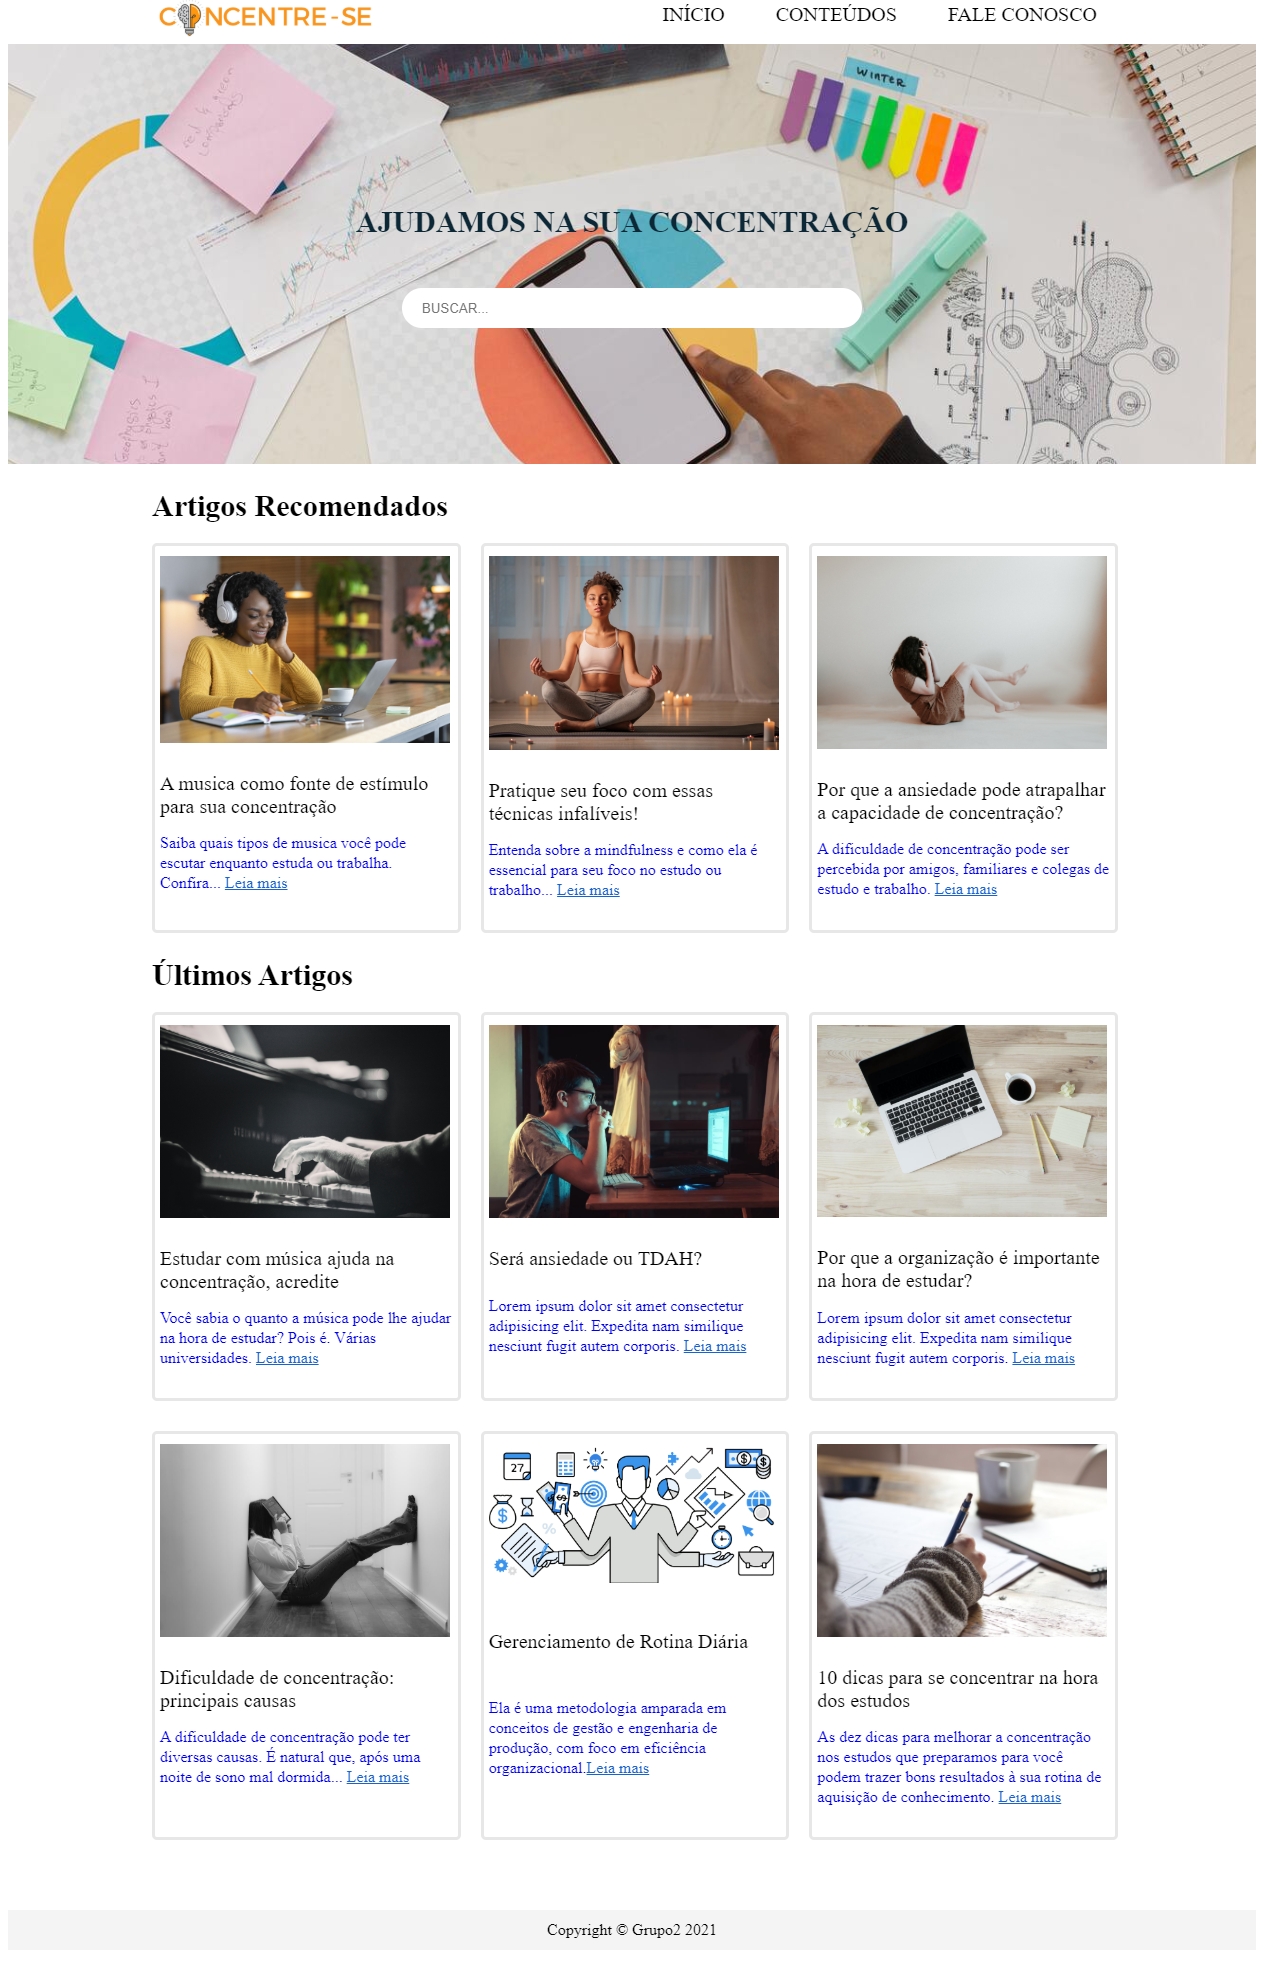 CONCENTRE-SE
INÍCIO CONTEÚDOS FALE CONOSCO
WINTER
AJUDAMOS NA SUA CONCENTRAÇÃO
BUSCAR...
Artigos Recomendados
A musica como fonte de estímulo
para sua concentração
Saiba quais tipos de musica você pode
escutar enquanto estuda ou trabalha.
Confira... Leia mais
Pratique seu foco com essas
técnicas infalíveis!
Entenda sobre a mindfulness e como ela é
essencial para seu foco no estudo ou
trabalho... Leia mais
Por que a ansiedade pode atrapalhar
a capacidade de concentração?
A dificuldade de concentração pode ser
percebida por amigos, familiares e colegas de
estudo e trabalho. Leia mais
Últimos Artigos
Estudar com música ajuda na
concentração, acredite
Você sabia o quanto a música pode lhe ajudar
na hora de estudar? Pois é. Várias
universidades. Leia mais
Será ansiedade ou TDAH?
Lorem ipsum dolor sit amet consectetur
adipisicing elit. Expedita nam similique
nesciunt fugit autem corporis. Leia mais
Por que a organização é importante
na hora de estudar?
Lorem ipsum dolor sit amet consectetur
adipisicing elit. Expedita nam similique
nesciunt fugit autem corporis. Leia mais
Dificuldade de concentração:
principais causas
A dificuldade de concentração pode ter
diversas causas. É natural que, após uma
noite de sono mal dormida... Leia mais
27
Gerenciamento de Rotina Diária
Ela é uma metodologia amparada em
conceitos de gestão e engenharia de
produção, com foco em eficiência
organizacional.Leia mais
10 dicas para se concentrar na hora
dos estudos
As dez dicas para melhorar a concentração
nos estudos que preparamos para você
podem trazer bons resultados à sua rotina de
aquisição de conhecimento. Leia mais
Copyright © Grupo2 2021